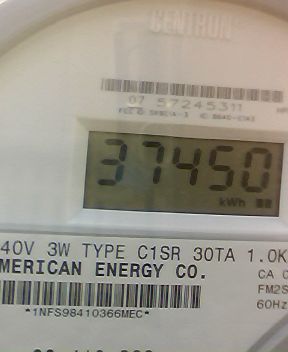 CENTRON
07 57245311
37450
kWh
40V 3W TYPE C1SR 30TA 1.0K
MERICAN ENERGY CO.
CA 0
FM2S
*1NFS98410366MEC*
60Hz